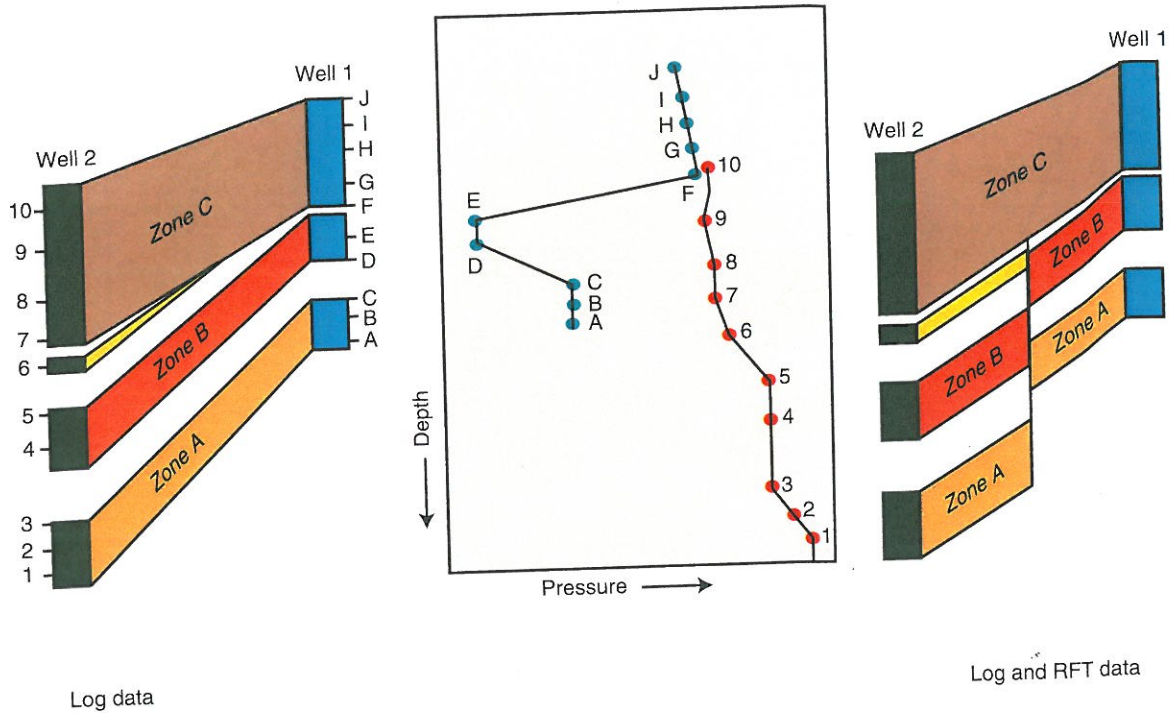 Well 1
Well 2
J
I
H
G
F
E
D
C
B
A
10
9
8
7
6
5
4
3
2
1
Zone C
Zone B
Zone A
Log data
J
I
H
G
F
E
D
C
B
A
10
9
8
7
6
5
4
3
2
1
Depth
Pressure
Well 1
Well 2
Zone C
Zone B
Zone B
Zone A
Zone A
Log and RFT data